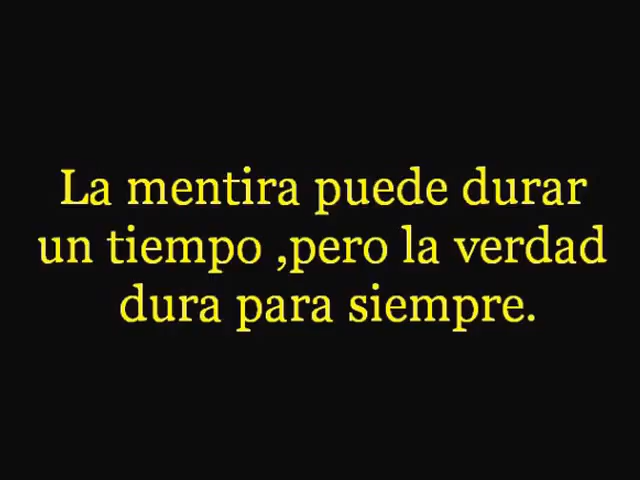 La mentira puede durar
un tiempo ,pero la verdad
dura para siempre.